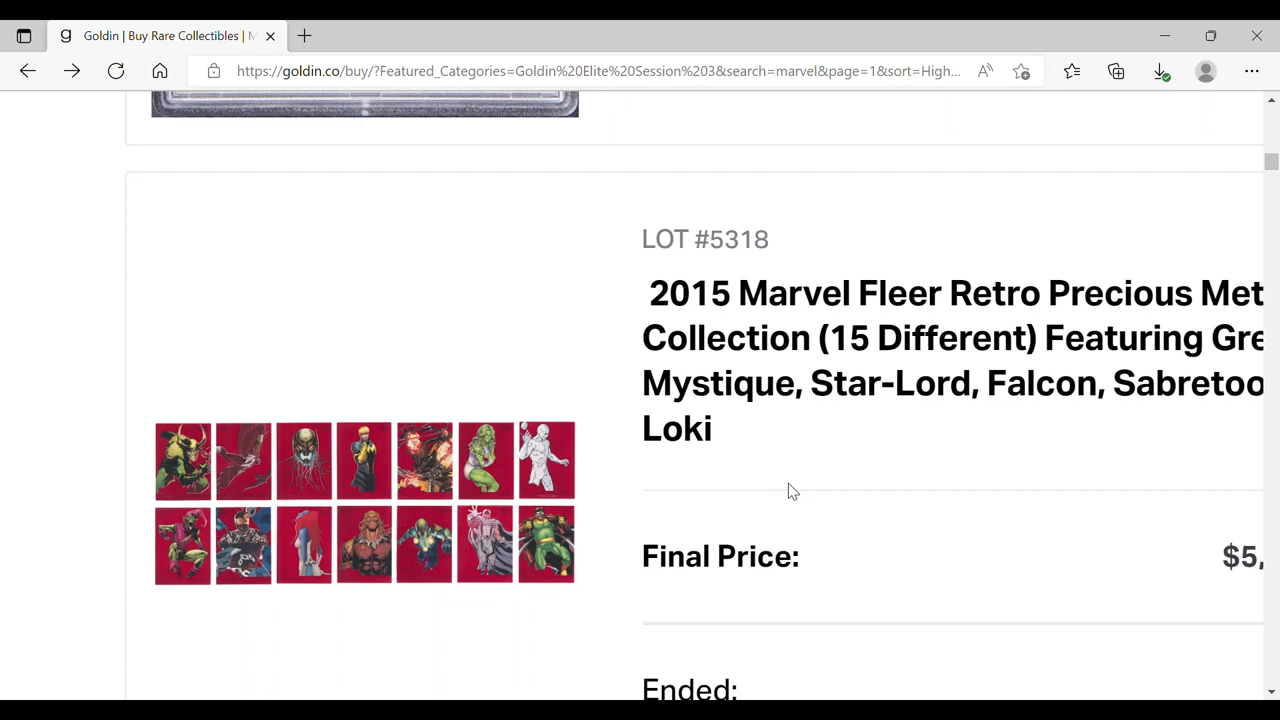 Goldin | Buy Rare Collectibles | M
https://goldin.co/buy/?Featured_Categories=Goldin%20Elite%20Session%203&search=marvel&page=1&sort=High...
LOT #5318
2015 Marvel Fleer Retro Precious Met
Collection (15 Different) Featuring Gre
Mystique, Star-Lord, Falcon, Sabretoo
Loki
Final Price: $5,
Ended: